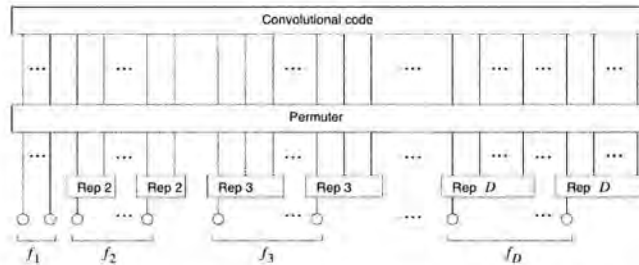 Convolutional code
... ... ... ... ... ... ...
Permuter
... ... ... ... ... ... ...
Rep 2 Rep 2 Rep 3 Rep 3 Rep D Rep D
... ... ... ...
f1 f2 f3 fD